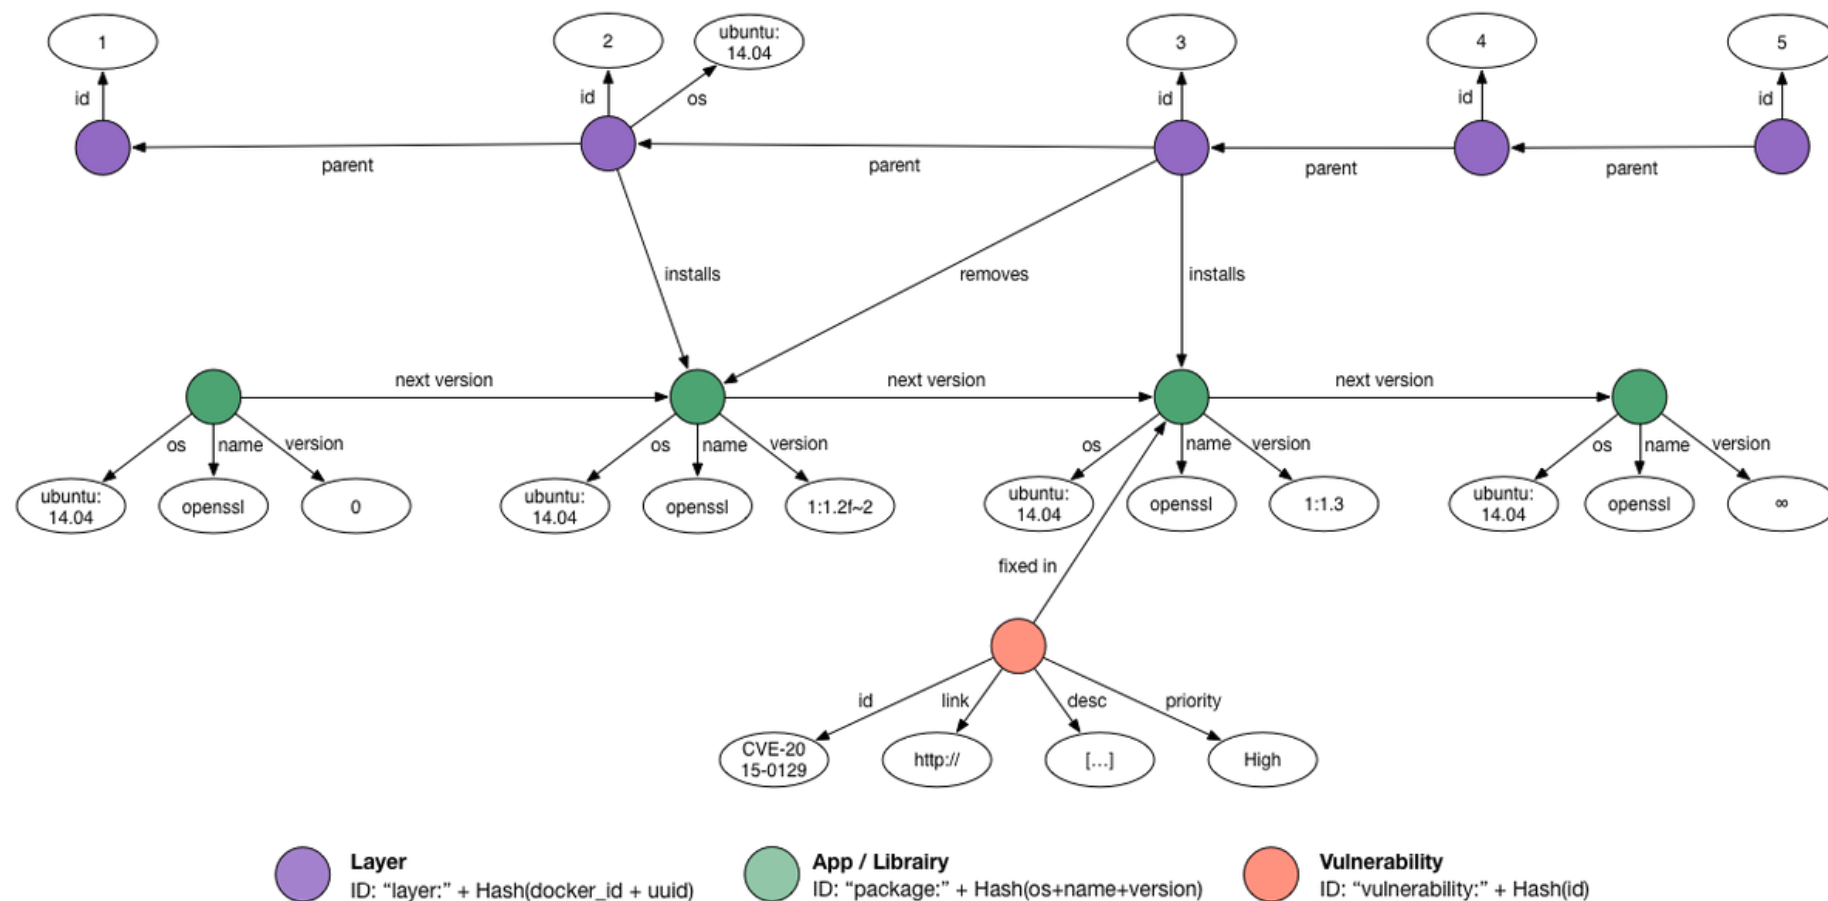 1
2
ubuntu:
14.04
3
4
5
id
id
os
id
id
id
parent
parent
parent
parent
installs
removes
installs
next version
next version
next version
os
name
version
os
name
version
os
name
version
os
name
version
ubuntu:
14.04
openssl
0
ubuntu:
14.04
openssl
1:1.2f~2
ubuntu:
14.04
openssl
1:1.3
ubuntu:
14.04
openssl
∞
fixed in
id
link
desc
priority
CVE-20
15-0129
http://
[...]
High
Layer
ID: “layer:” + Hash(docker_id + uuid)
App / Librairy
ID: “package:” + Hash(os+name+version)
Vulnerability
ID: “vulnerability:” + Hash(id)